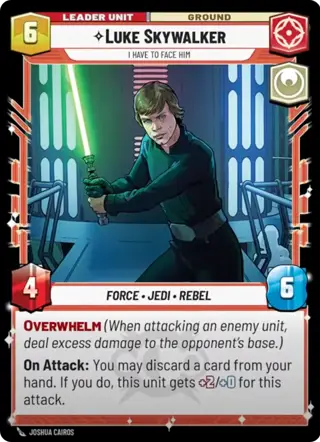 LEADER UNIT GROUND
6
✧LUKE SKYWALKER
I HAVE TO FACE HIM
4
FORCE • JEDI • REBEL
6
OVERWHELM (When attacking an enemy unit,
deal excess damage to the opponent's base.)
On Attack: You may discard a card from your
hand. If you do, this unit gets +2/+0 for this
attack.
JOSHUA CAIROS